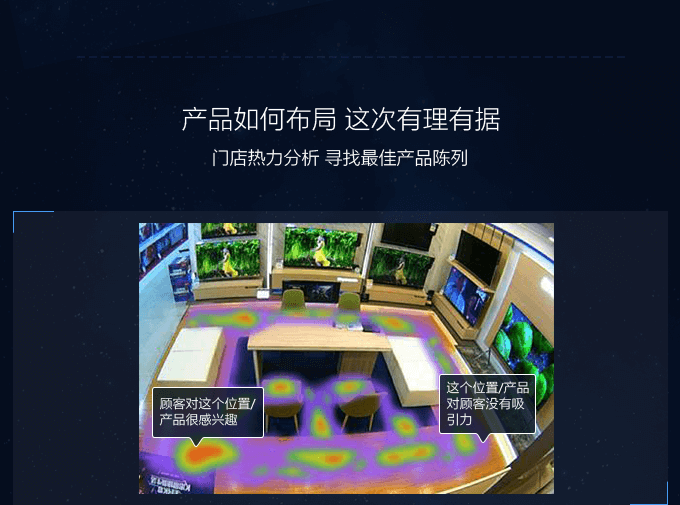 产品如何布局 这次有理有据
门店热力分析 寻找最佳产品陈列
顾客对这个位置/
产品很感兴趣
这个位置/产品
对顾客没有吸
引力